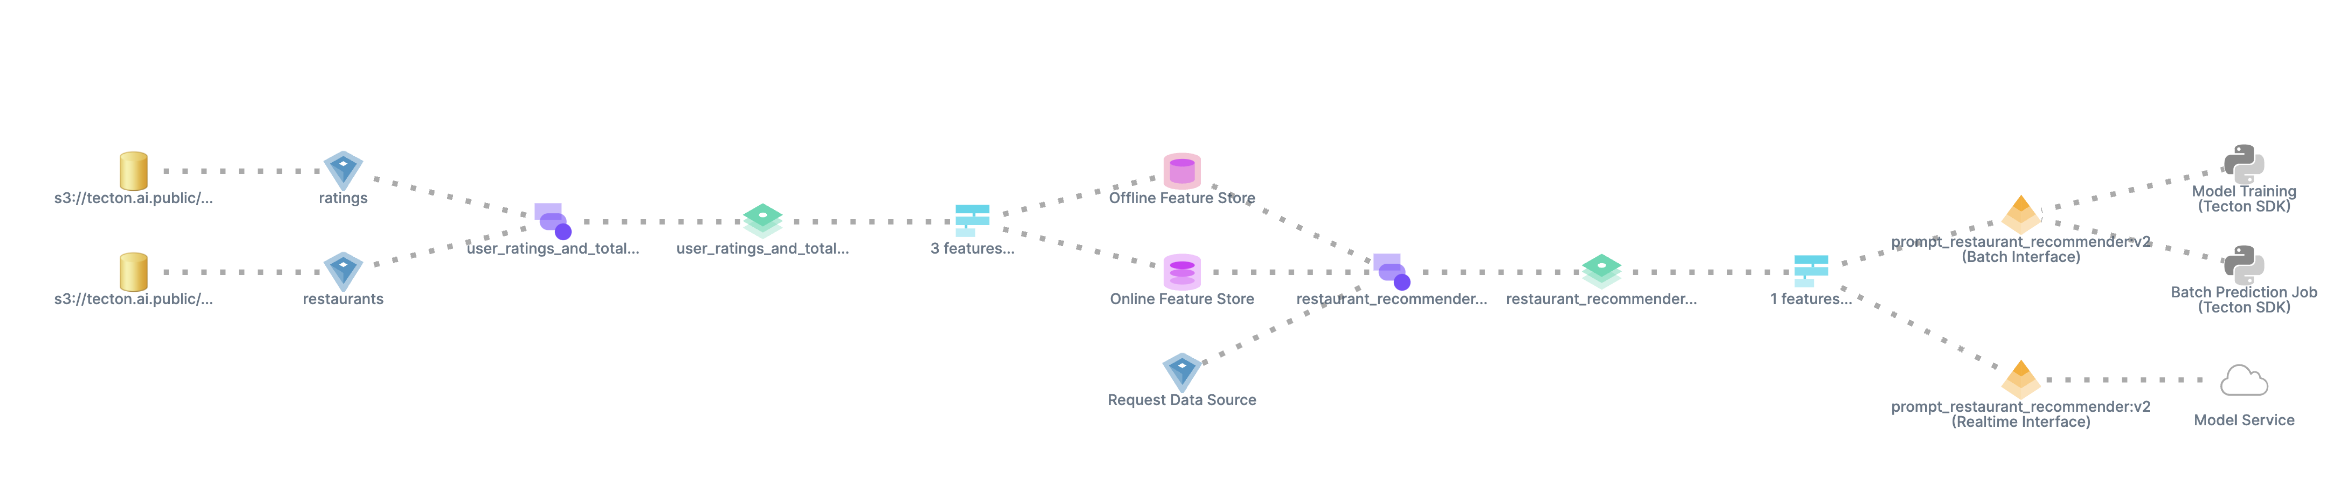 s3://tecton.ai.public/...
ratings
s3://tecton.ai.public/...
restaurants
user_ratings_and_total...
user_ratings_and_total...
3 features...
Offline Feature Store
Online Feature Store
Request Data Source
restaurant_recommender...
restaurant_recommender...
1 features...
prompt_restaurant_recommender:v2
(Batch Interface)
prompt_restaurant_recommender:v2
(Realtime Interface)
Model Training
(Tecton SDK)
Batch Prediction Job
(Tecton SDK)
Model Service